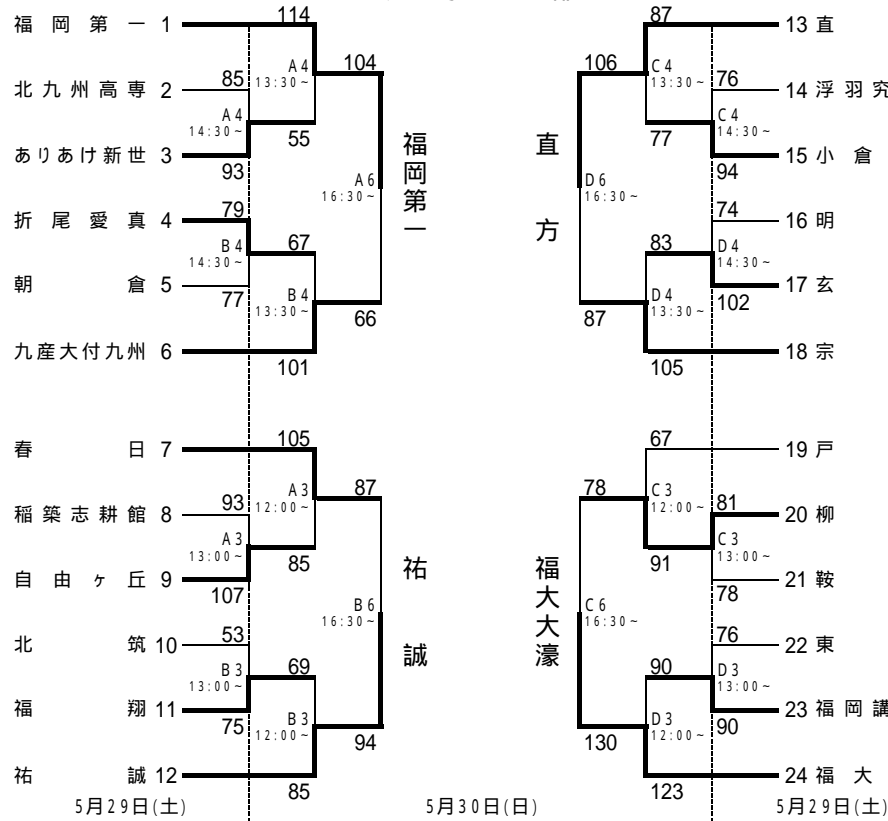 福岡第一 1
114
A4
13:30~
104
北九州高専 2
85
A4
14:30~
55
ありあけ新世 3
93
折尾愛真 4
79
B4
14:30~
67
朝倉 5
77
B4
13:30~
66
九産大付九州 6
101
A6
16:30~
福岡第一
春日 7
105
A3
12:00~
87
稲築志耕館 8
93
A3
13:00~
85
自由ヶ丘 9
107
北筑 10
53
B3
13:00~
69
福翔 11
75
B3
12:00~
94
祐誠 12
85
B6
16:30~
祐誠
5月29日(土)
5月30日(日)
5月29日(土)
87
13 直
106
C4
13:30~
76
14 浮羽究
C4
14:30~
77
15 小倉
94
直方
D6
16:30~
74
16 明
83
D4
14:30~
17 玄
102
D4
13:30~
87
105
18 宗
67
19 戸
78
C3
12:00~
81
20 柳
91
C3
13:00~
21 鞍
78
福大大濠
C6
16:30~
76
22 東
90
D3
13:00~
23 福岡講
90
D3
12:00~
130
123
24 福大